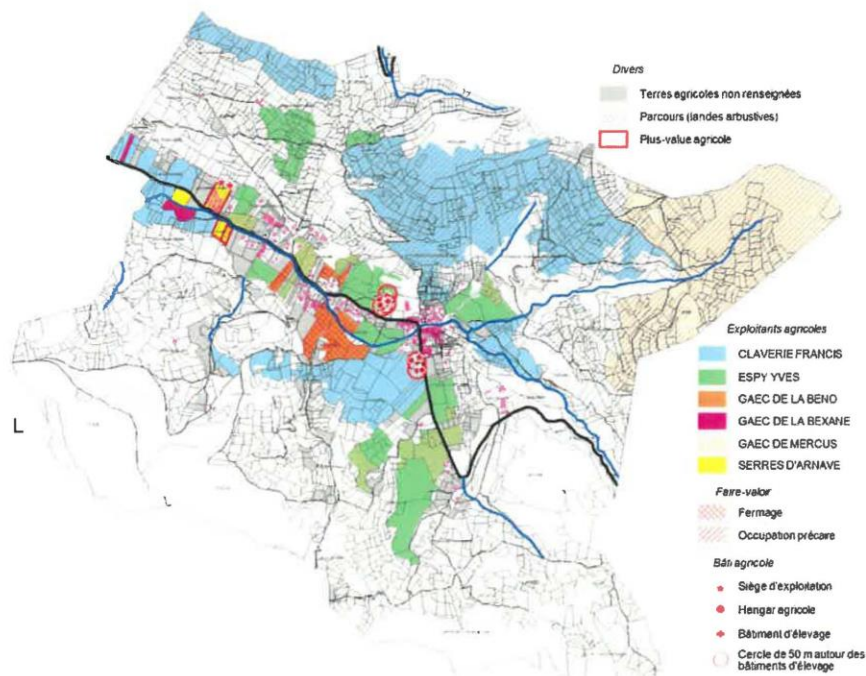 Divers
Terres agricoles non renseignées
Parcours (landes arbustives)
Plus-value agricole
Exploitants agricoles
CLAVERIE FRANCIS
ESPY YVES
GAEC DE LA BENO
GAEC DE LA BEXANE
GAEC DE MERCUS
SERRES D'ARNAVE
Faire-valoir
Fermage
Occupation précaire
Bâti agricole
Siège d'exploitation
Hangar agricole
Bâtiment d'élevage
Cercle de 50 m autour des
bâtiments d'élevage
L